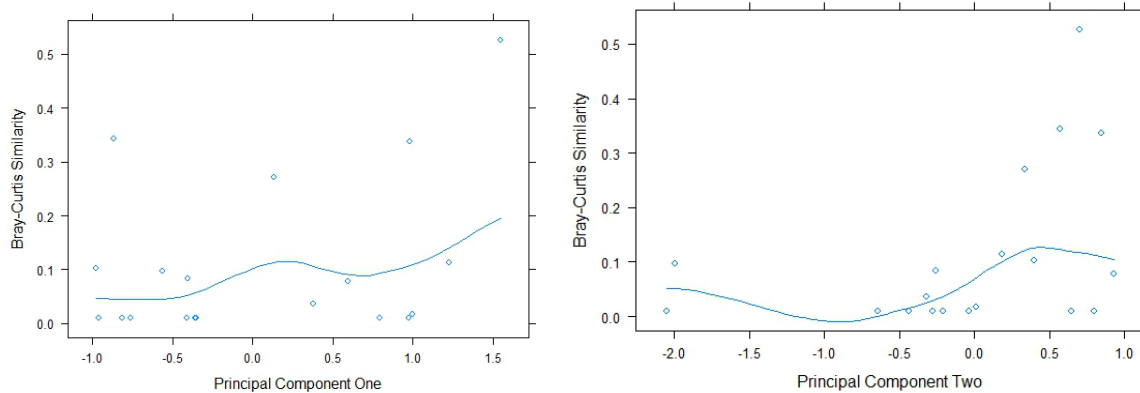 0.5
0.4
0.3
0.2
0.1
0.0
Bray-Curtis Similarity
-1.0 -0.5 0.0 0.5 1.0 1.5
Principal Component One
0.5
0.4
0.3
0.2
0.1
0.0
Bray-Curtis Similarity
-2.0 -1.5 -1.0 -0.5 0.0 0.5 1.0
Principal Component Two